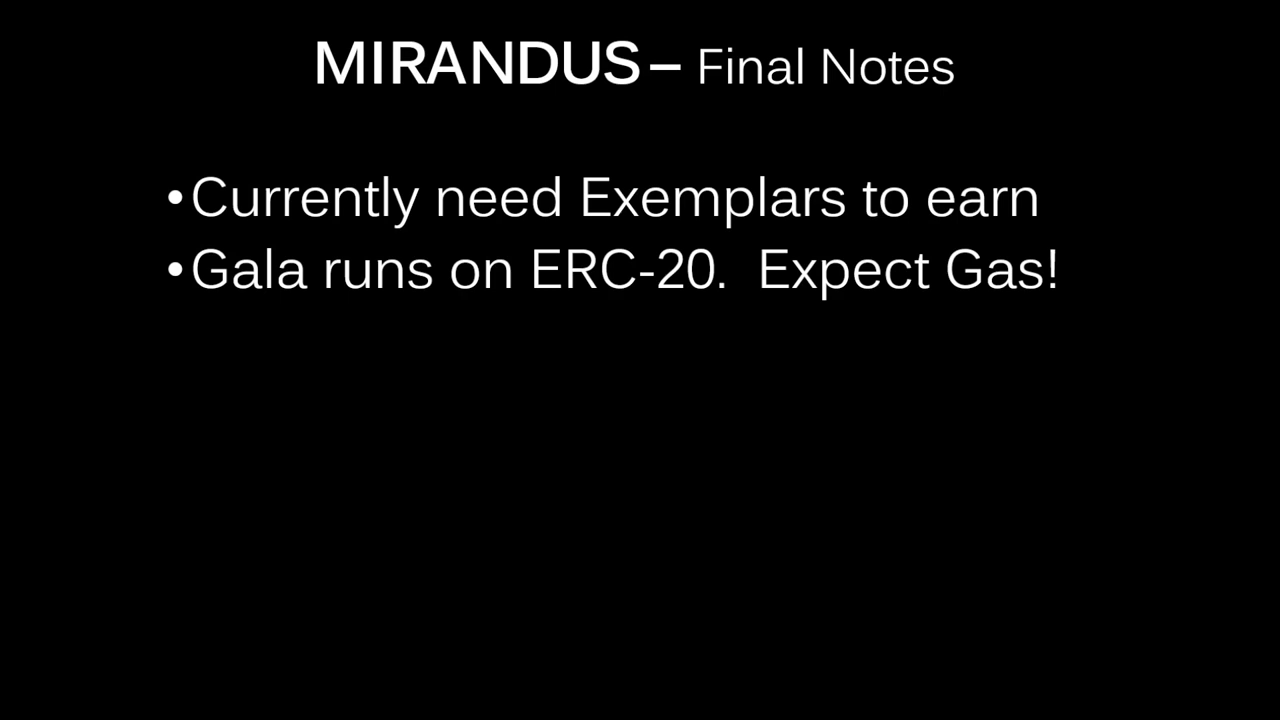 MIRANDUS – Final Notes
•Currently need Exemplars to earn
•Gala runs on ERC-20.  Expect Gas!